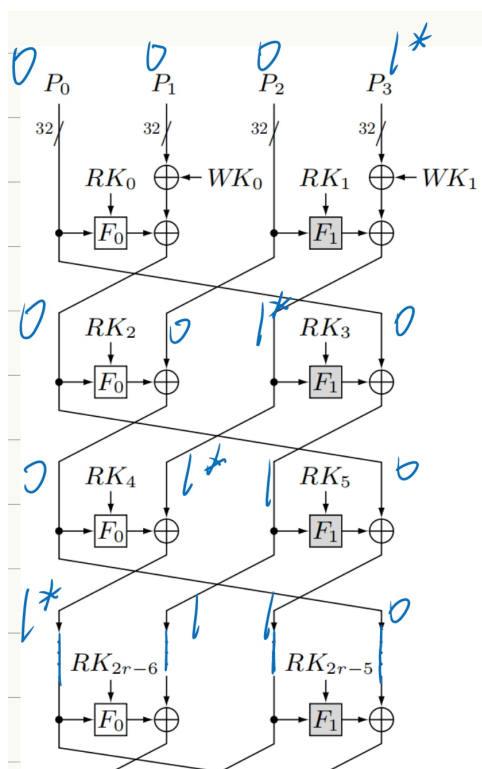 0 0 0 1*
P₀ P₁ P₂ P₃
32 32 32 32
RK₀ WK₀ RK₁ WK₁
F₀ F₁
0 0 1* 0
RK₂ RK₃
F₀ F₁
0 1* 1 0
RK₄ RK₅
F₀ F₁
1* 1 1 0
RK₂ᵣ₋₆ RK₂ᵣ₋₅
F₀ F₁